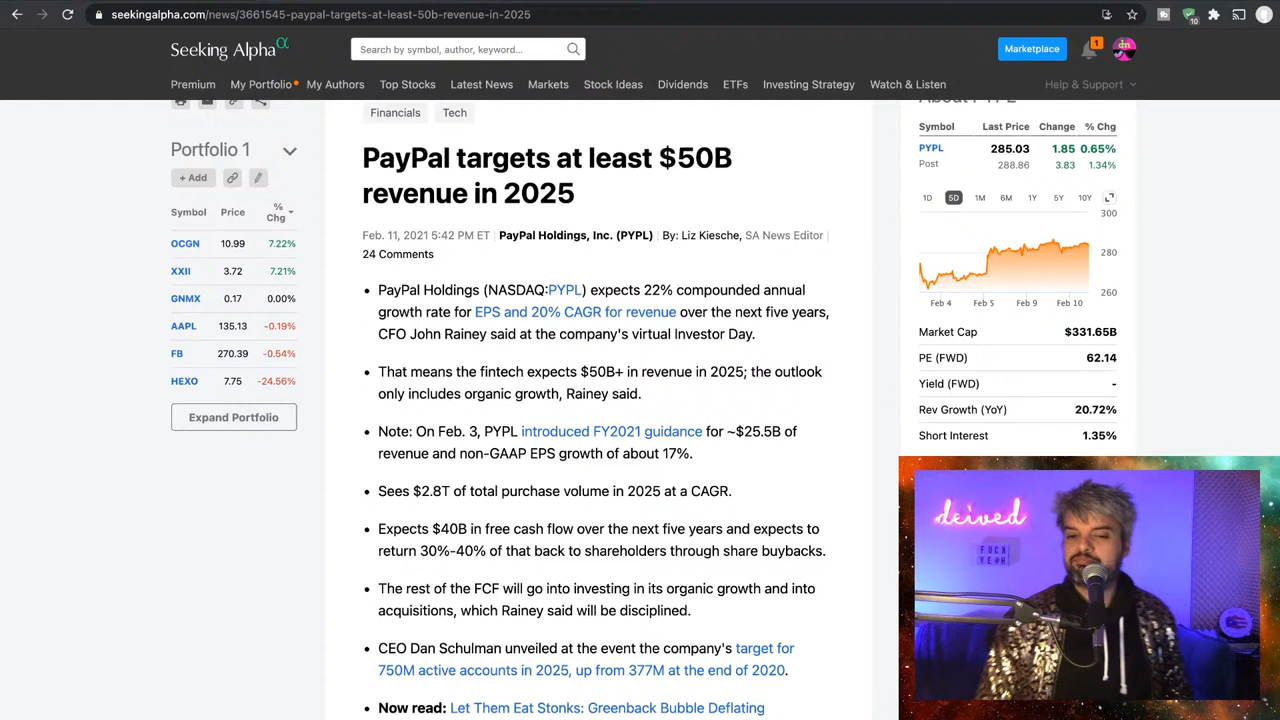 seekingalpha.com/news/3661545-paypal-targets-at-least-50b-revenue-in-2025
10
Seeking Alpha α
Search by symbol, author, keyword...
Marketplace
1
dn
Premium My Portfolio My Authors Top Stocks Latest News Markets Stock Ideas Dividends ETFs Investing Strategy Watch & Listen Help & Support
Portfolio 1
+ Add
Symbol Price % Chg
OCGN 10.99 7.22%
XXII 3.72 7.21%
GNMX 0.17 0.00%
AAPL 135.13 -0.19%
FB 270.39 -0.54%
HEXO 7.75 -24.56%
Expand Portfolio
Financials Tech
PayPal targets at least $50B
revenue in 2025
Feb. 11, 2021 5:42 PM ET | PayPal Holdings, Inc. (PYPL) | By: Liz Kiesche, SA News Editor |
24 Comments
• PayPal Holdings (NASDAQ:PYPL) expects 22% compounded annual
growth rate for EPS and 20% CAGR for revenue over the next five years,
CFO John Rainey said at the company's virtual Investor Day.
• That means the fintech expects $50B+ in revenue in 2025; the outlook
only includes organic growth, Rainey said.
• Note: On Feb. 3, PYPL introduced FY2021 guidance for ~$25.5B of
revenue and non-GAAP EPS growth of about 17%.
• Sees $2.8T of total purchase volume in 2025 at a CAGR.
• Expects $40B in free cash flow over the next five years and expects to
return 30%-40% of that back to shareholders through share buybacks.
• The rest of the FCF will go into investing in its organic growth and into
acquisitions, which Rainey said will be disciplined.
• CEO Dan Schulman unveiled at the event the company's target for
750M active accounts in 2025, up from 377M at the end of 2020.
• Now read: Let Them Eat Stonks: Greenback Bubble Deflating
About PYPL
Symbol Last Price Change % Chg
PYPL 285.03 1.85 0.65%
Post 288.86 3.83 1.34%
1D 5D 1M 6M 1Y 5Y 10Y
300
280
260
Feb 4 Feb 5 Feb 9 Feb 10
Market Cap $331.65B
PE (FWD) 62.14
Yield (FWD) -
Rev Growth (YoY) 20.72%
Short Interest 1.35%
deived
FUCK
YEAH